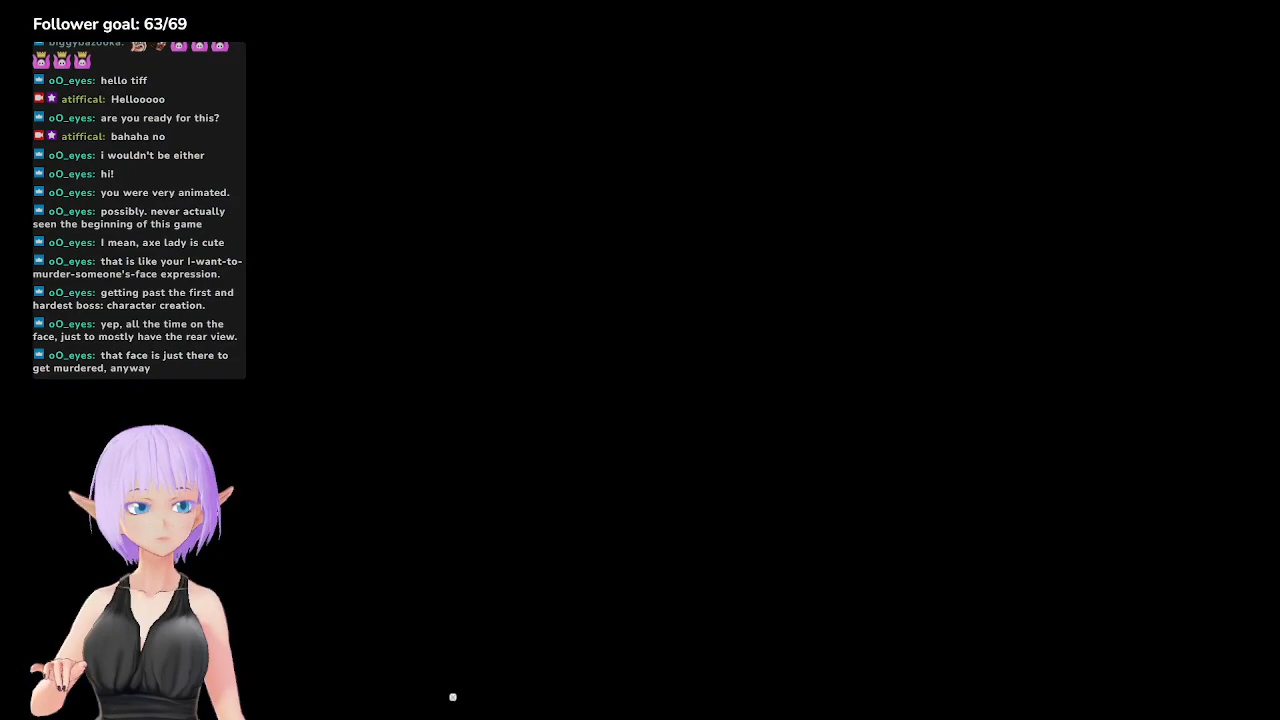 Follower goal: 63/69
biggybazooka:
oO_eyes: hello tiff
atiffical: Hellooooo
oO_eyes: are you ready for this?
atiffical: bahaha no
oO_eyes: i wouldn't be either
oO_eyes: hi!
oO_eyes: you were very animated.
oO_eyes: possibly. never actually
seen the beginning of this game
oO_eyes: I mean, axe lady is cute
oO_eyes: that is like your I-want-to-
murder-someone's-face expression.
oO_eyes: getting past the first and
hardest boss: character creation.
oO_eyes: yep, all the time on the
face, just to mostly have the rear view.
oO_eyes: that face is just there to
get murdered, anyway